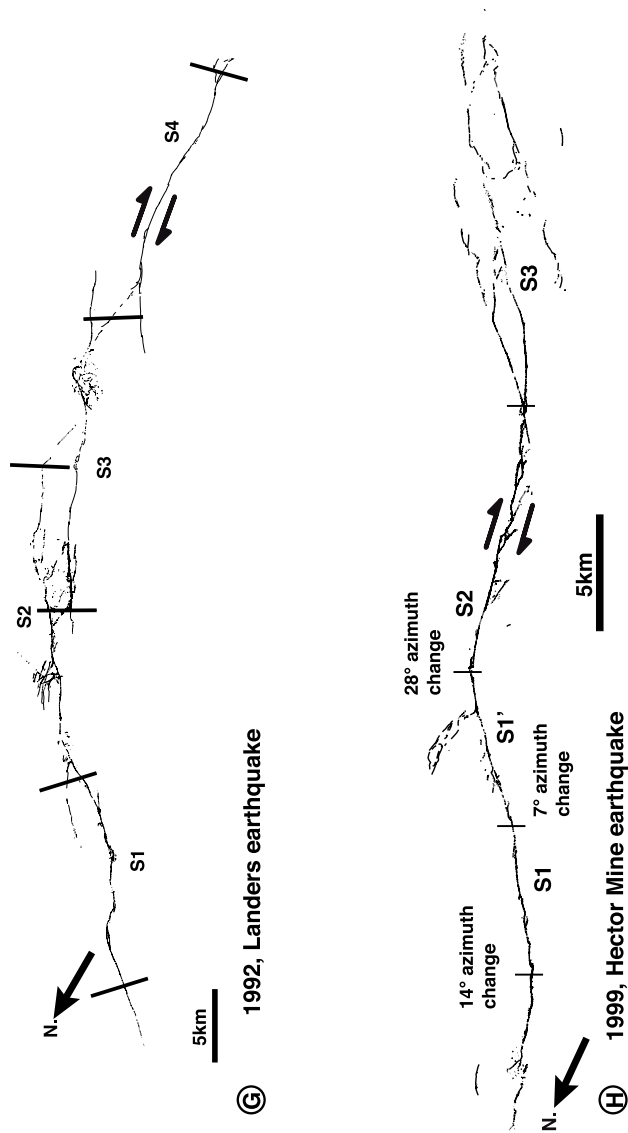 S4
S3
S2
S1
N.
5km
1992, Landers earthquake
G
S3
S2
28° azimuth
change
S1'
7° azimuth
change
S1
14° azimuth
change
5km
N.
1999, Hector Mine earthquake
H